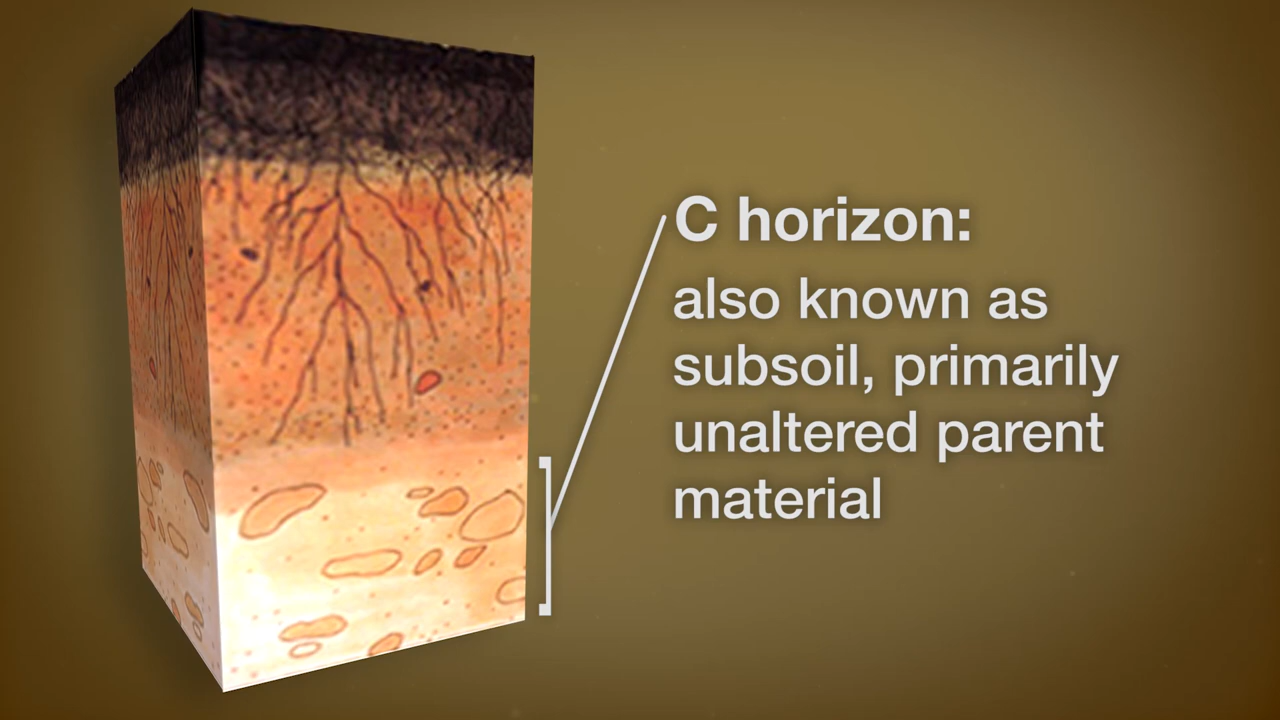 C horizon:
also known as
subsoil, primarily
unaltered parent
material